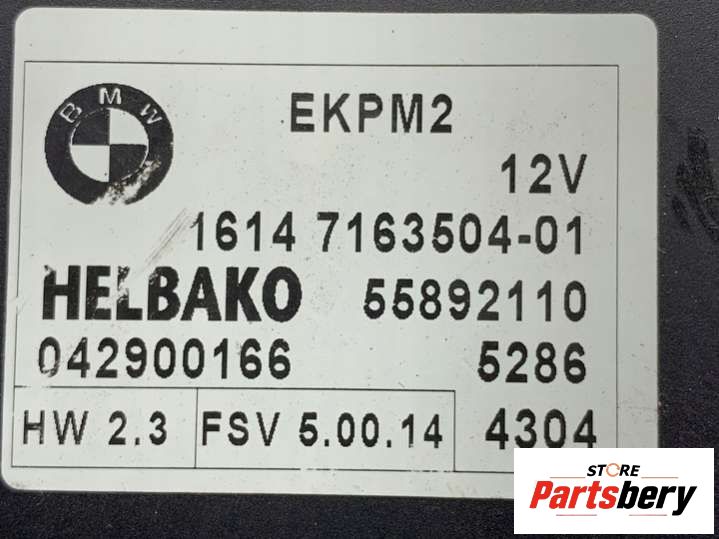 BMW
EKPM2
12V
1614 7163504-01
HELBAKO 55892110
042900166 5286
HW 2.3 FSV 5.00.14 4304
STORE
Partsbery